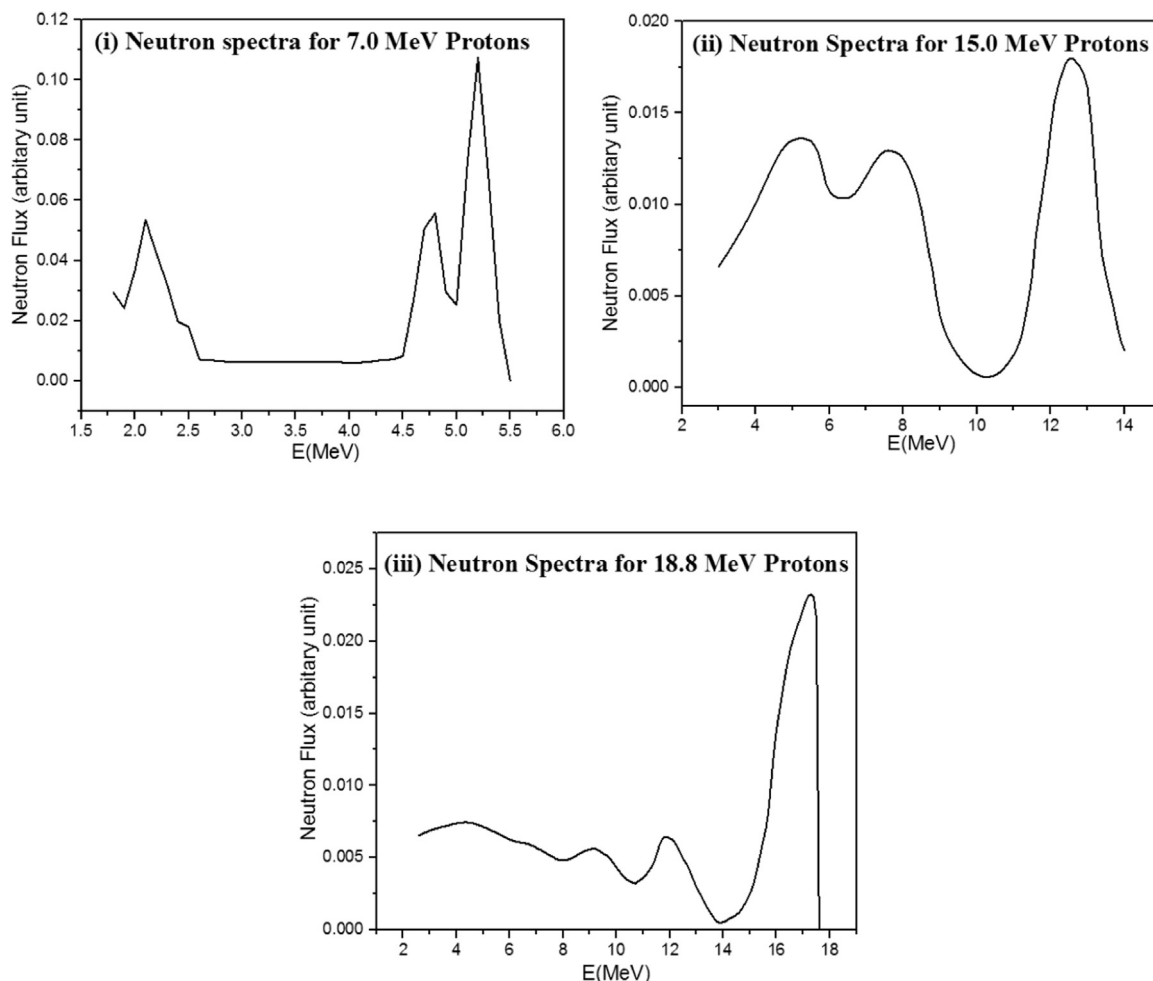 (i) Neutron spectra for 7.0 MeV Protons
Neutron Flux (arbitary unit)
0.12
0.10
0.08
0.06
0.04
0.02
0.00
1.5 2.0 2.5 3.0 3.5 4.0 4.5 5.0 5.5 6.0
E(MeV)
(ii) Neutron Spectra for 15.0 MeV Protons
Neutron Flux (arbitary unit)
0.020
0.015
0.010
0.005
0.000
2 4 6 8 10 12 14
E(MeV)
(iii) Neutron Spectra for 18.8 MeV Protons
Neutron Flux (arbitary unit)
0.025
0.020
0.015
0.010
0.005
0.000
2 4 6 8 10 12 14 16 18
E(MeV)